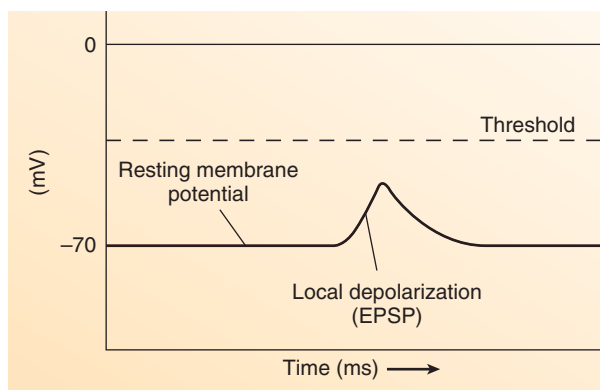 0
Threshold
(mV)
Resting membrane
potential
–70
Local depolarization
(EPSP)
Time (ms)